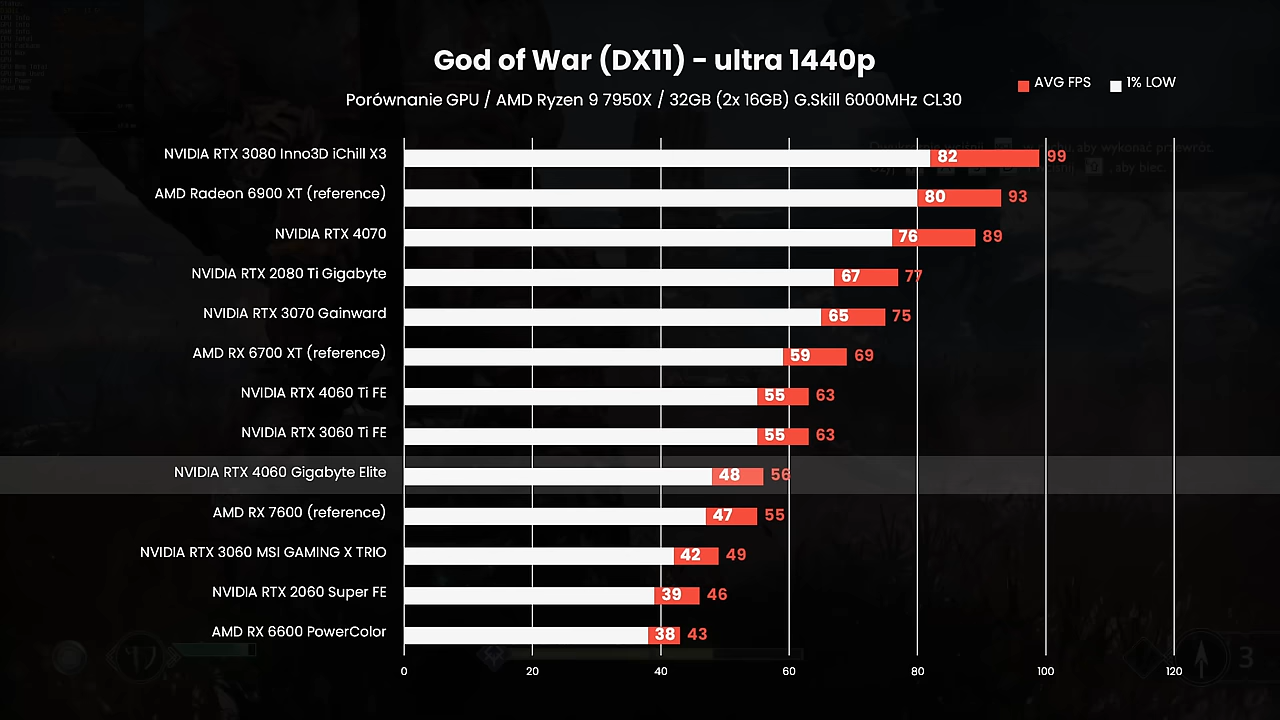 God of War (DX11) - ultra 1440p
Porównanie GPU / AMD Ryzen 9 7950X / 32GB (2x 16GB) G.Skill 6000MHz CL30
AVG FPS 1% LOW
NVIDIA RTX 3080 Inno3D iChill X3 82 99
AMD Radeon 6900 XT (reference) 80 93
NVIDIA RTX 4070 76 89
NVIDIA RTX 2080 Ti Gigabyte 67 77
NVIDIA RTX 3070 Gainward 65 75
AMD RX 6700 XT (reference) 59 69
NVIDIA RTX 4060 Ti FE 55 63
NVIDIA RTX 3060 Ti FE 55 63
NVIDIA RTX 4060 Gigabyte Elite 48 56
AMD RX 7600 (reference) 47 55
NVIDIA RTX 3060 MSI GAMING X TRIO 42 49
NVIDIA RTX 2060 Super FE 39 46
AMD RX 6600 PowerColor 38 43
3
0 20 40 60 80 100 120